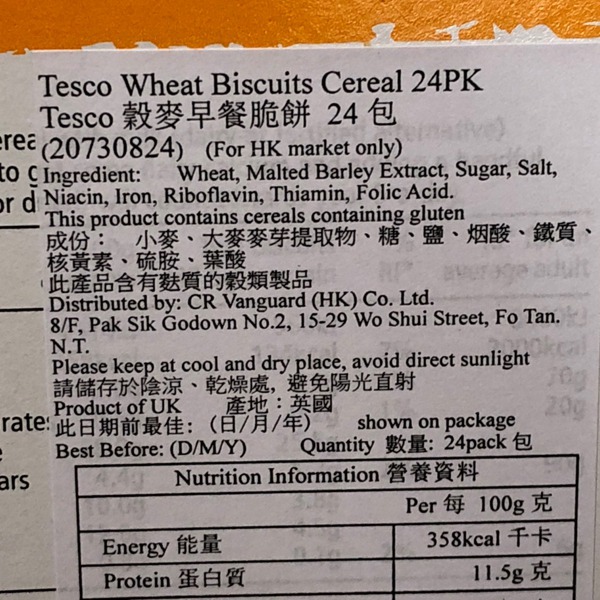 Tesco Wheat Biscuits Cereal 24PK
Tesco 穀麥早餐脆餅 24 包
(20730824) (For HK market only)
Ingredient: Wheat, Malted Barley Extract, Sugar, Salt,
Niacin, Iron, Riboflavin, Thiamin, Folic Acid.
This product contains cereals containing gluten
成份： 小麥、大麥麥芽提取物、糖、鹽、烟酸、鐵質、
核黃素、硫胺、葉酸
此產品含有麩質的穀類製品
Distributed by: CR Vanguard (HK) Co. Ltd.
8/F, Pak Sik Godown No.2, 15-29 Wo Shui Street, Fo Tan.
N.T.
Please keep at cool and dry place, avoid direct sunlight
請儲存於陰涼、乾燥處, 避免陽光直射
Product of UK 產地：英國
此日期前最佳: （日/月/年） shown on package
Best Before: (D/M/Y) Quantity 數量: 24pack 包
Nutrition Information 營養資料
Per 每 100g 克
Energy 能量 358kcal 千卡
Protein 蛋白質 11.5g 克